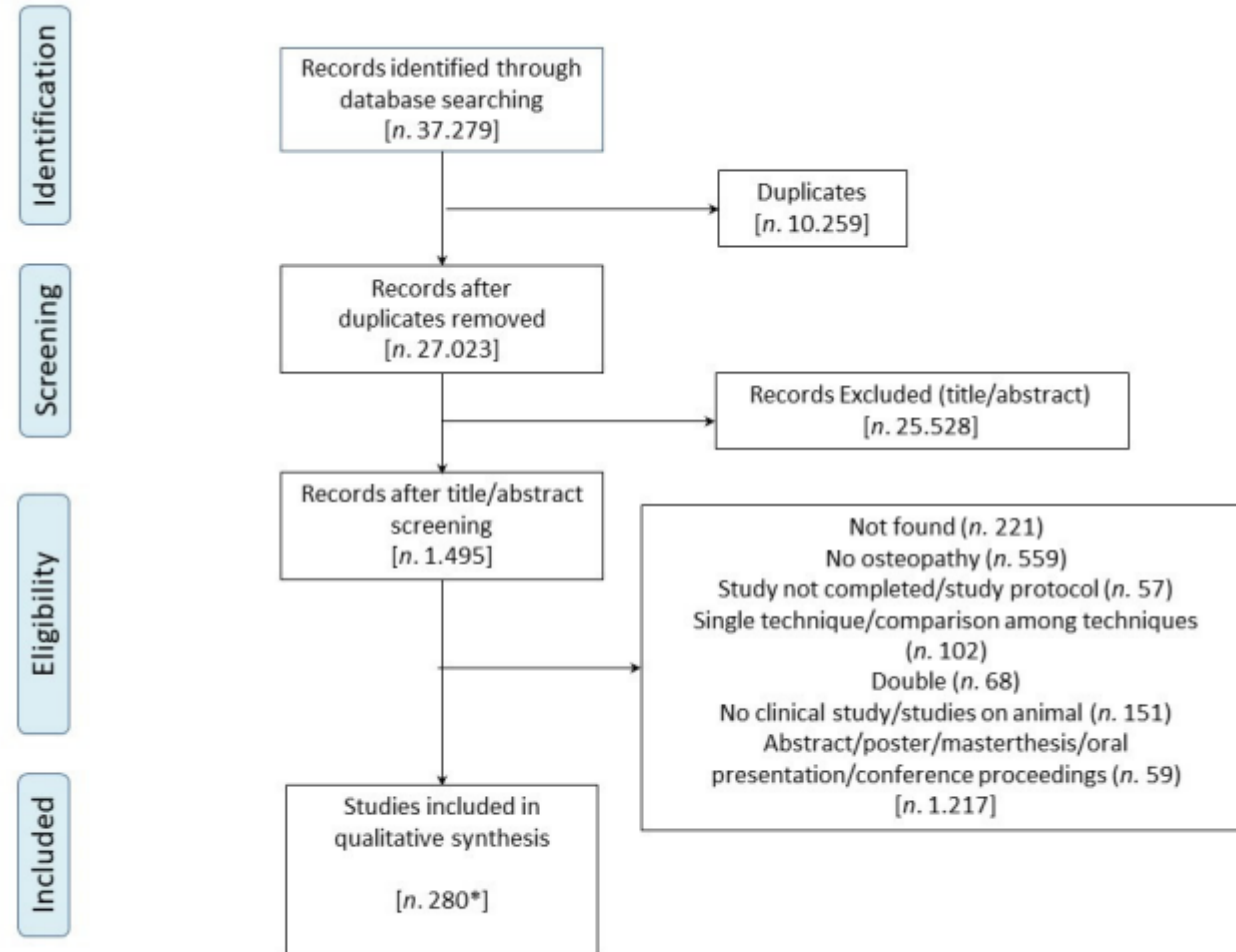 Identification
Records identified through
database searching
[n. 37.279]
Duplicates
[n. 10.259]
Screening
Records after
duplicates removed
[n. 27.023]
Records Excluded (title/abstract)
[n. 25.528]
Eligibility
Records after title/abstract
screening
[n. 1.495]
Not found (n. 221)
No osteopathy (n. 559)
Study not completed/study protocol (n. 57)
Single technique/comparison among techniques
(n. 102)
Double (n. 68)
No clinical study/studies on animal (n. 151)
Abstract/poster/masterthesis/oral
presentation/conference proceedings (n. 59)
[n. 1.217]
Included
Studies included in
qualitative synthesis
[n. 280*]